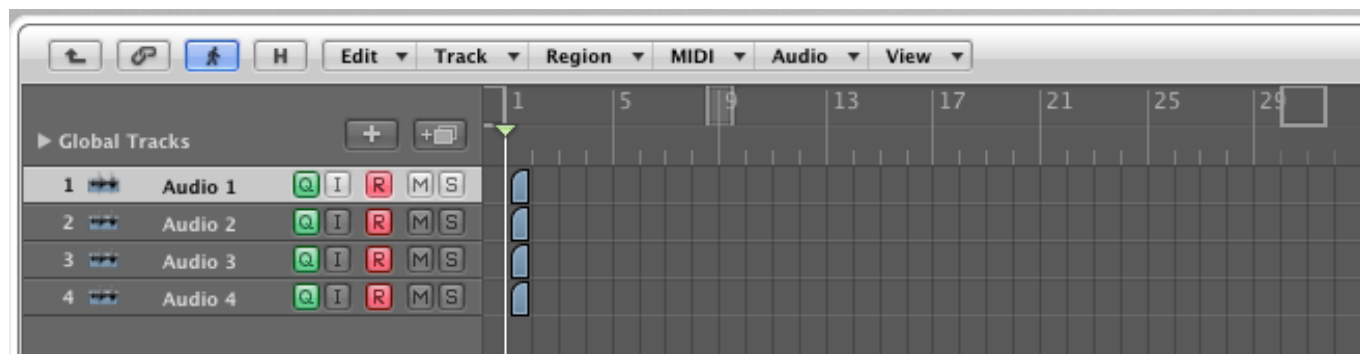 H Edit Track Region MIDI Audio View
1 5 9 13 17 21 25 29
Global Tracks + +
1 Audio 1 Q I R M S
2 Audio 2 Q I R M S
3 Audio 3 Q I R M S
4 Audio 4 Q I R M S